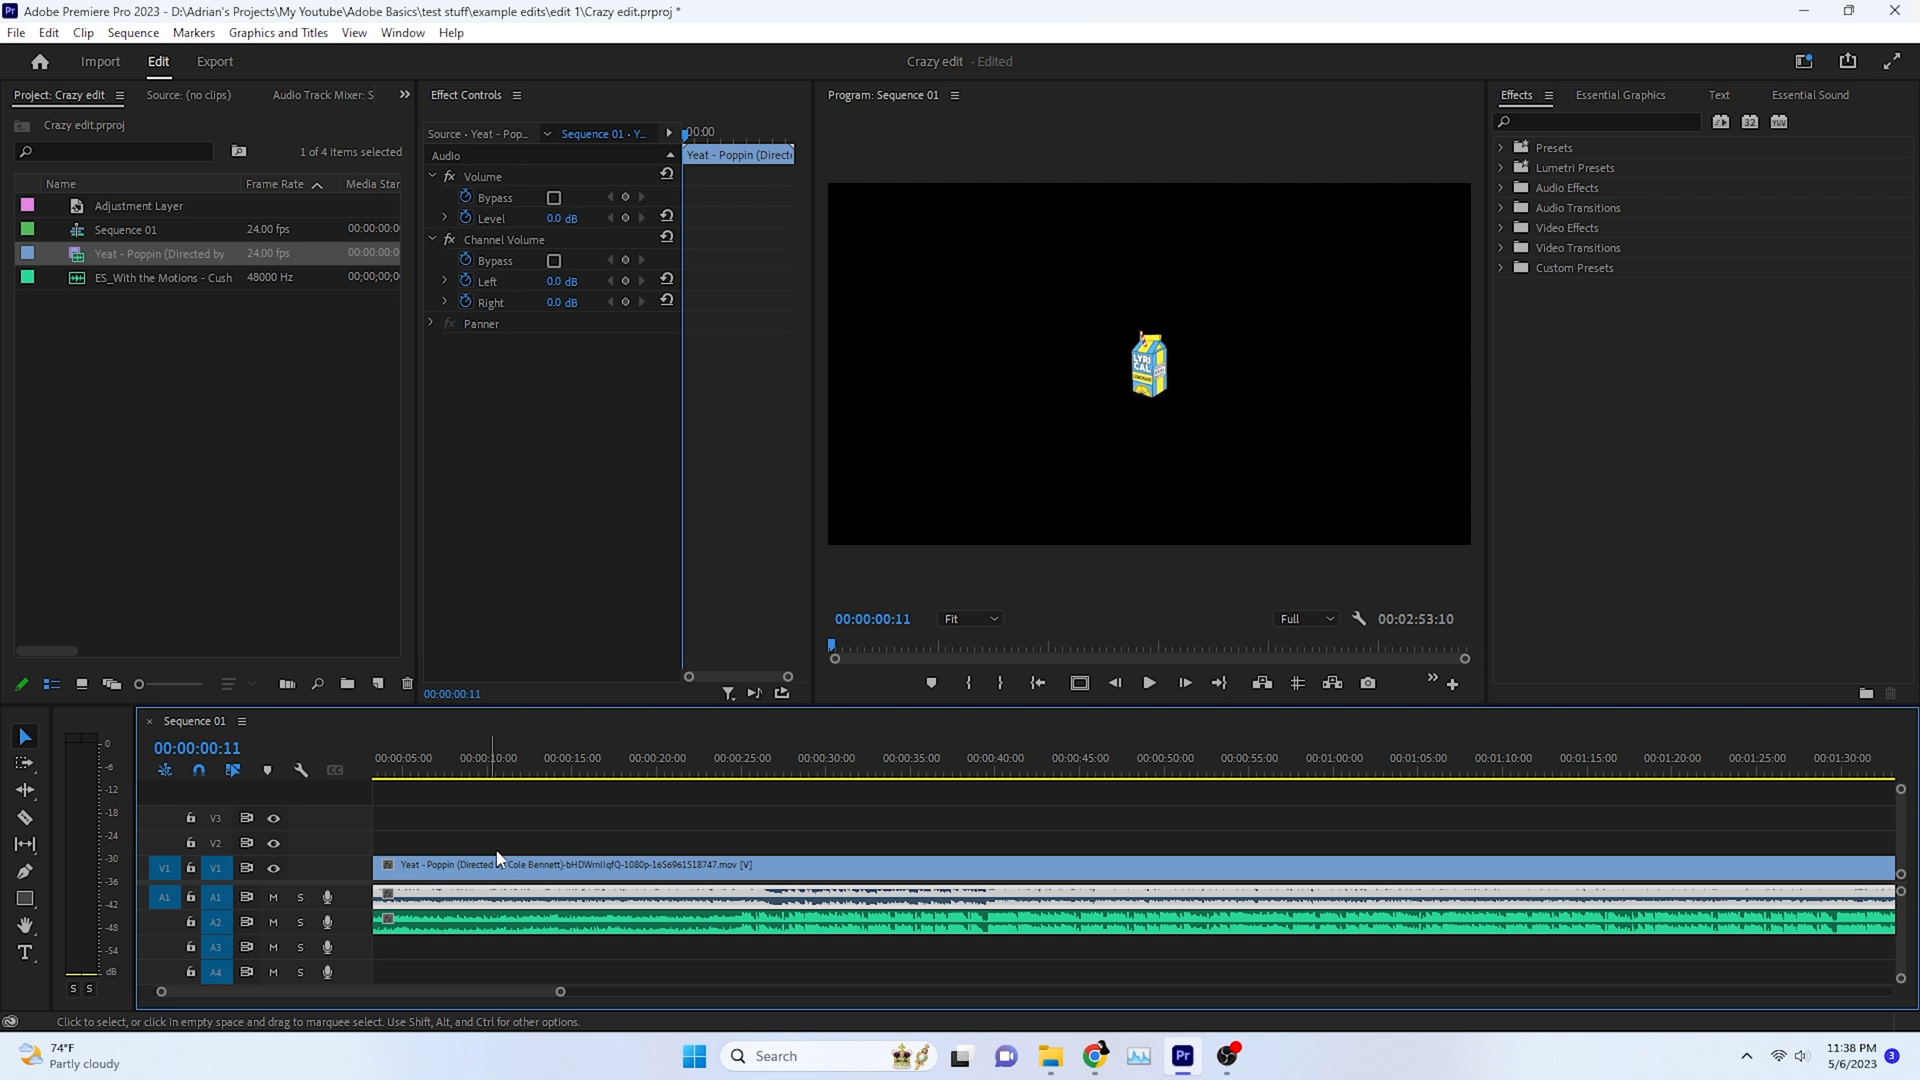 Adobe Premiere Pro 2023 - D:\Adrian's Projects\My Youtube\Adobe Basics\test stuff\example edits\edit 1\Crazy edit.prproj *
File Edit Clip Sequence Markers Graphics and Titles View Window Help
Import Edit Export Crazy edit - Edited
Project: Crazy edit Source: (no clips) Audio Track Mixer: S
Crazy edit.prproj
1 of 4 items selected
Name Frame Rate Media Star
Adjustment Layer
Sequence 01 24.00 fps 00:00:00:0
Yeat - Poppin (Directed by 24.00 fps 00:00:00:0
ES_With the Motions - Cush 48000 Hz 00;00;00;0
Effect Controls
Source • Yeat - Pop... Sequence 01 • Y...
:00:00
Audio
Yeat - Poppin (Direct
Volume
Bypass
Level 0.0 dB
Channel Volume
Bypass
Left 0.0 dB
Right 0.0 dB
Panner
00:00:00:11
Program: Sequence 01
LYRI
CAL
LEMONADE
00:00:00:11 Fit Full 00:02:53:10
Effects Essential Graphics Text Essential Sound
32 YUV
Presets
Lumetri Presets
Audio Effects
Audio Transitions
Video Effects
Video Transitions
Custom Presets
0
-6
-12
-18
-24
-30
-36
-42
-48
-54
dB
S S
× Sequence 01
00:00:00:11
00:00:05:00 00:00:10:00 00:00:15:00 00:00:20:00 00:00:25:00 00:00:30:00 00:00:35:00 00:00:40:00 00:00:45:00 00:00:50:00 00:00:55:00 00:01:00:00 00:01:05:00 00:01:10:00 00:01:15:00 00:01:20:00 00:01:25:00 00:01:30:00
V3
V2
V1 V1 Yeat - Poppin (Directed Cole Bennett)-bHDWmIlqfQ-1080p-1656961518747.mov [V]
A1 A1 M S
A2 M S
A3 M S
A4 M S
Click to select, or click in empty space and drag to marquee select. Use Shift, Alt, and Ctrl for other options.
74°F
Partly cloudy
Search
Pr
11:38 PM
5/6/2023
3